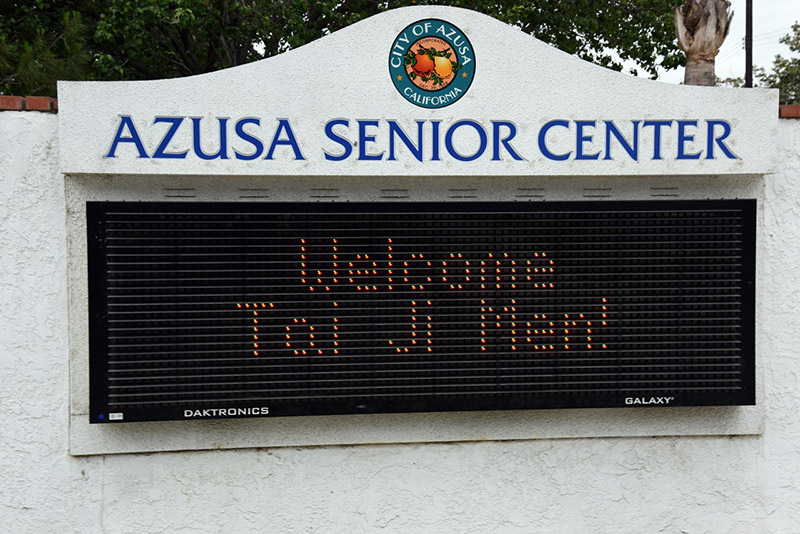 CITY OF AZUSA
CALIFORNIA
AZUSA SENIOR CENTER
Welcome
Tai Ji Men!
DAKTRONICS
GALAXY®